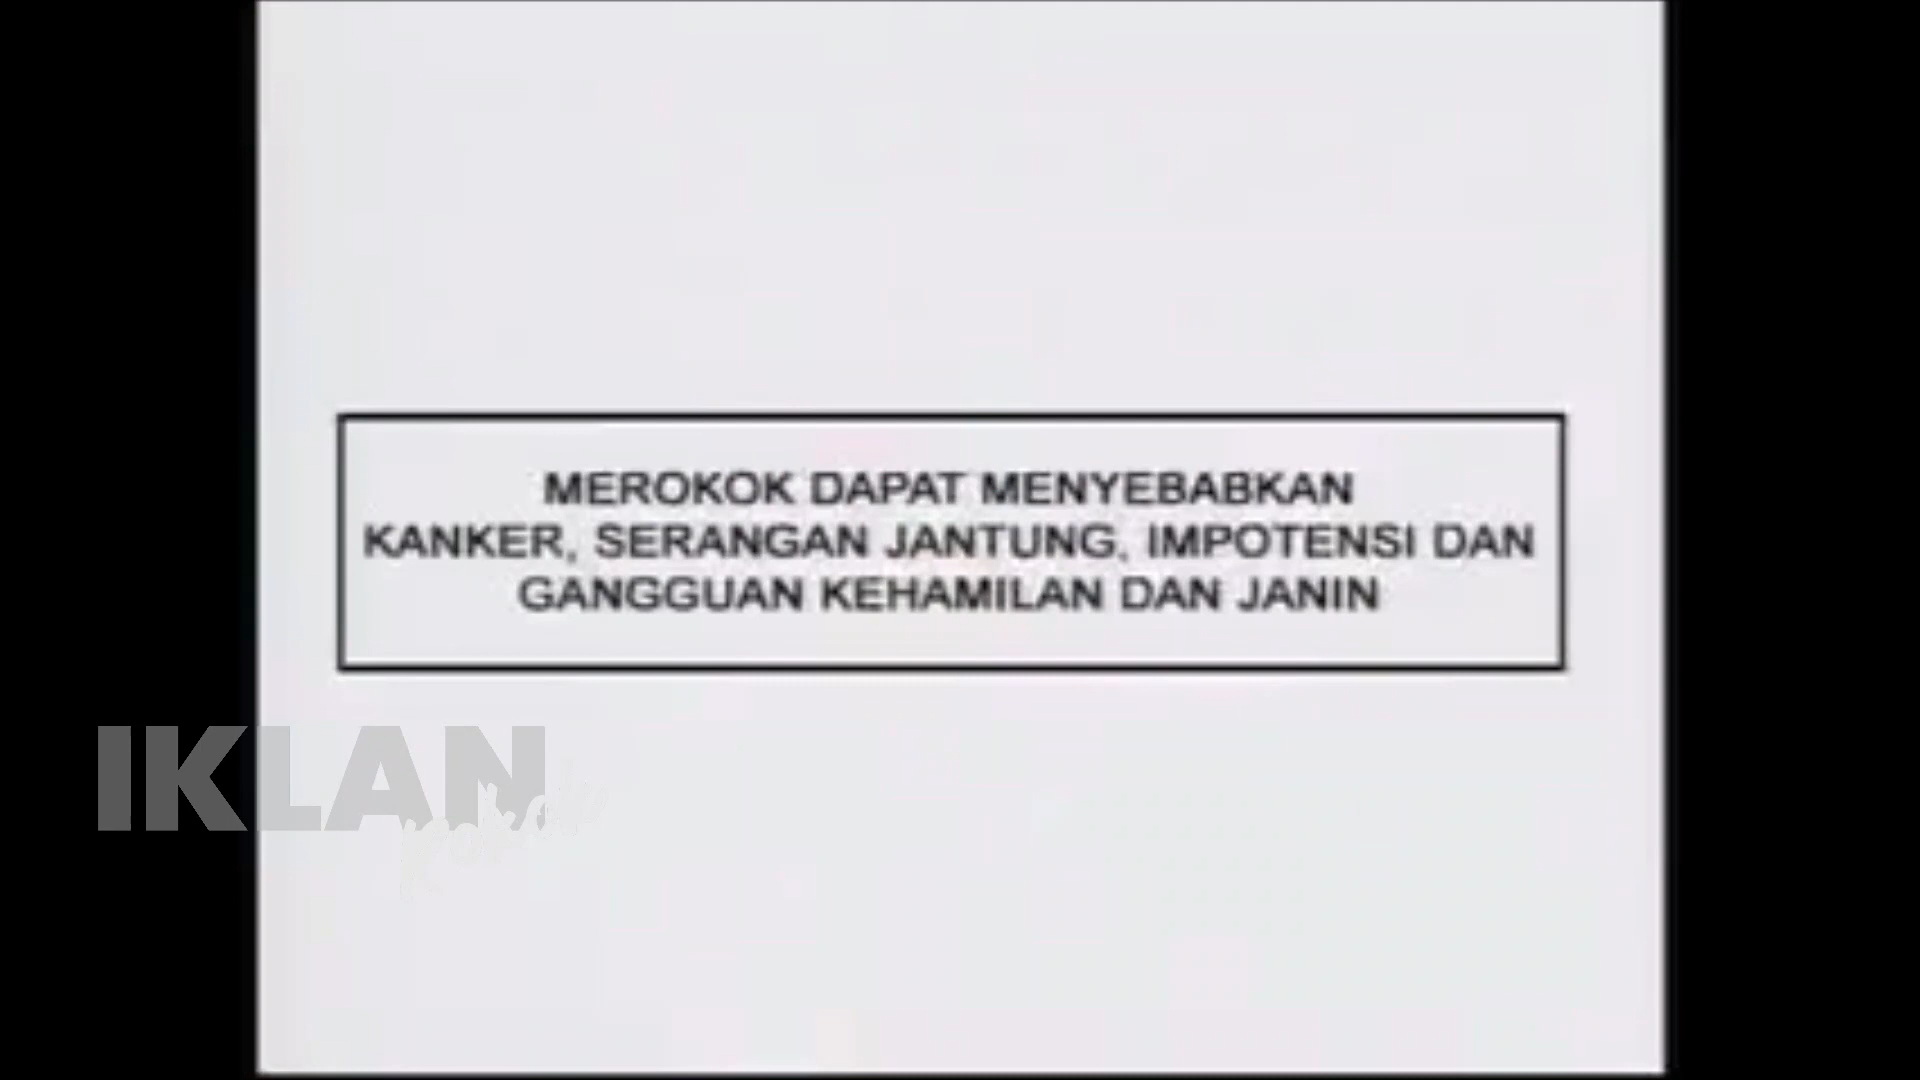 MEROKOK DAPAT MENYEBABKAN
KANKER, SERANGAN JANTUNG, IMPOTENSI DAN
GANGGUAN KEHAMILAN DAN JANIN
IKLAN